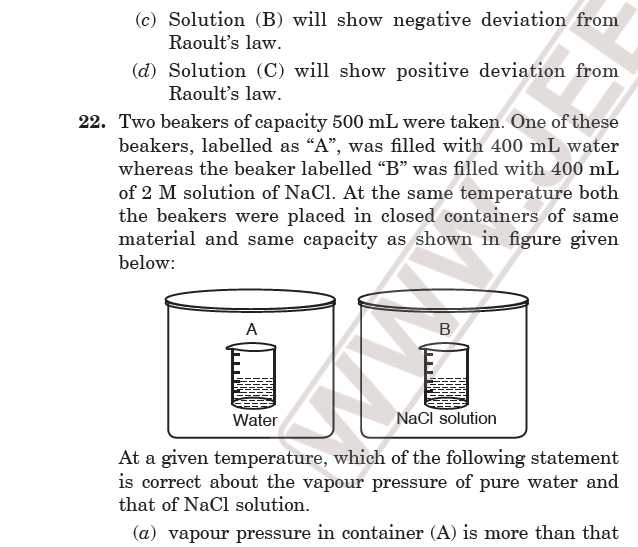 (c) Solution (B) will show negative deviation from
Raoult's law.
(d) Solution (C) will show positive deviation from
Raoult's law.
22. Two beakers of capacity 500 mL were taken. One of these
beakers, labelled as “A”, was filled with 400 mL water
whereas the beaker labelled “B” was filled with 400 mL
of 2 M solution of NaCl. At the same temperature both
the beakers were placed in closed containers of same
material and same capacity as shown in figure given
below:
A
B
Water
NaCl solution
At a given temperature, which of the following statement
is correct about the vapour pressure of pure water and
that of NaCl solution.
(a) vapour pressure in container (A) is more than that
WWW.JEE